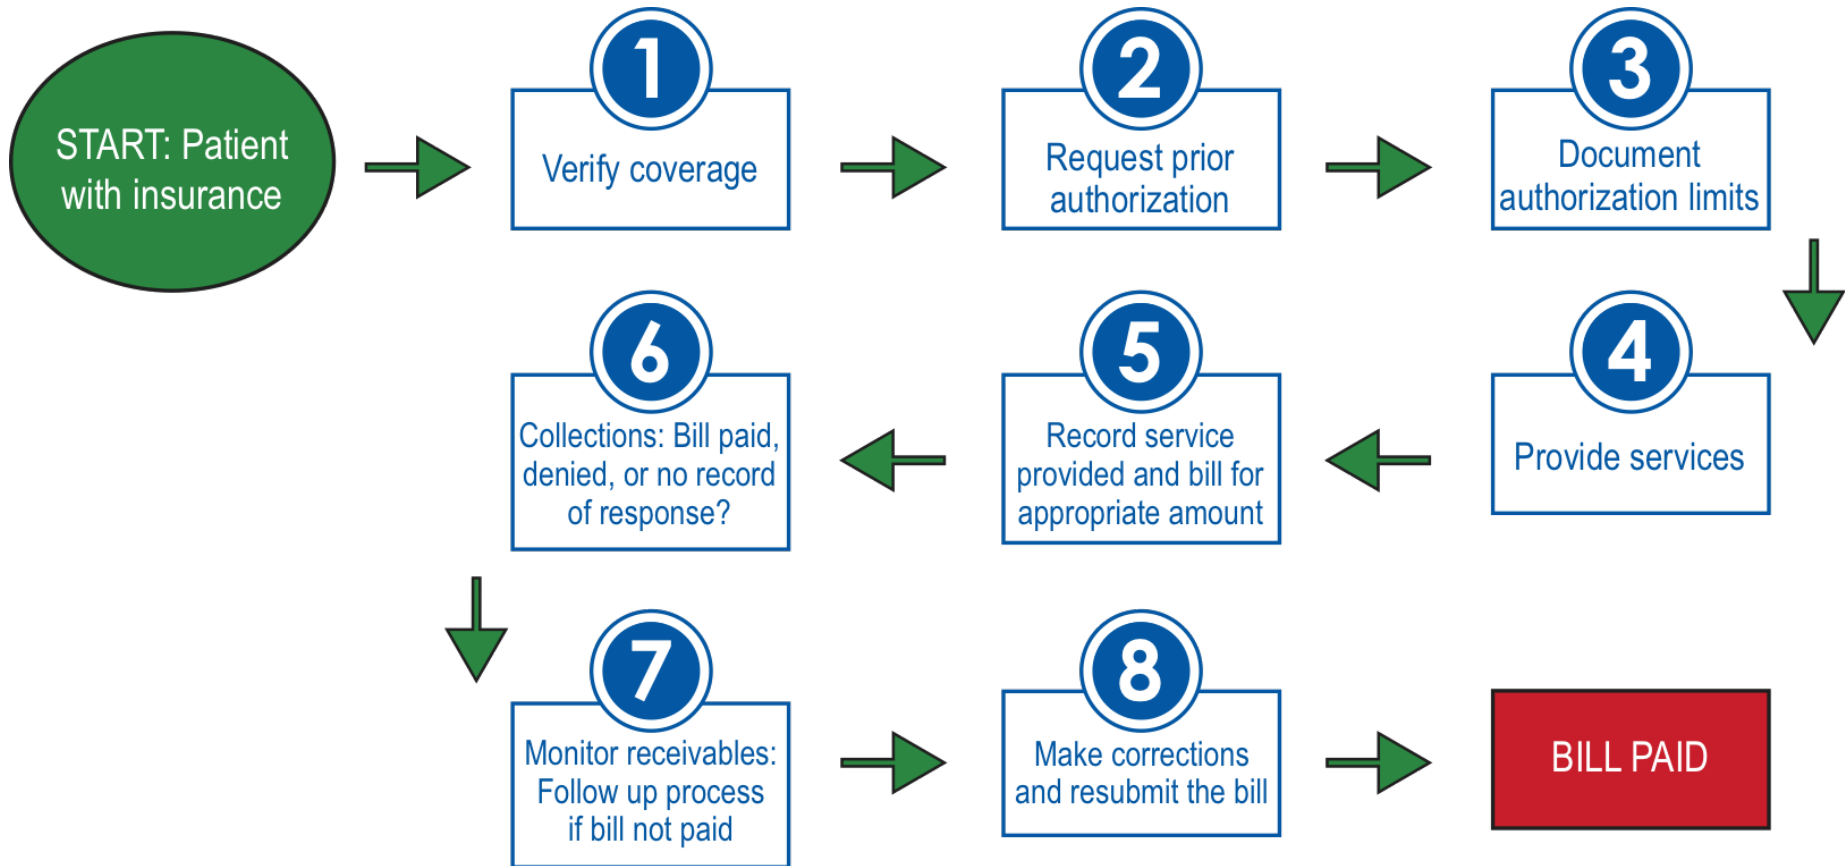 START: Patient
with insurance
1
Verify coverage
2
Request prior
authorization
3
Document
authorization limits
4
Provide services
5
Record service
provided and bill for
appropriate amount
6
Collections: Bill paid,
denied, or no record
of response?
7
Monitor receivables:
Follow up process
if bill not paid
8
Make corrections
and resubmit the bill
BILL PAID